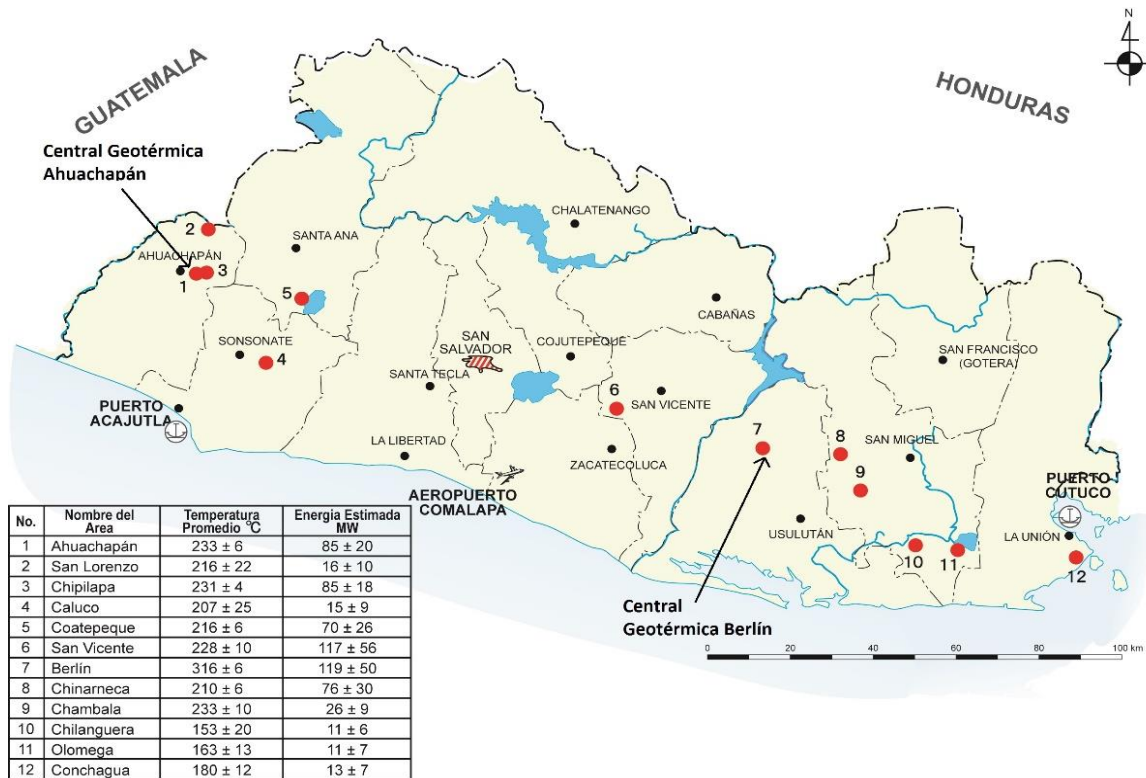 N
GUATEMALA
HONDURAS
Central Geotérmica
Ahuachapán
CHALATENANGO
2
SANTA ANA
AHUACHAPÁN
1
3
5
CABAÑAS
SONSONATE
4
SAN
SALVADOR
COJUTEPEQUE
SAN FRANCISCO
(GOTERA)
SANTA TECLA
6
SAN VICENTE
PUERTO
ACAJUTLA
LA LIBERTAD
ZACATECOLUCA
7
8
SAN MIGUEL
9
AEROPUERTO
COMALAPA
PUERTO
CUTUCO
USULUTÁN
LA UNIÓN
10
11
12
Central
Geotérmica Berlín
0 20 40 60 80 100 km
No. Nombre del Area Temperatura Promedio °C Energia Estimada MW
1 Ahuachapán 233 ± 6 85 ± 20
2 San Lorenzo 216 ± 22 16 ± 10
3 Chipilapa 231 ± 4 85 ± 18
4 Caluco 207 ± 25 15 ± 9
5 Coatepeque 216 ± 6 70 ± 26
6 San Vicente 228 ± 10 117 ± 56
7 Berlín 316 ± 6 119 ± 50
8 Chinarneca 210 ± 6 76 ± 30
9 Chambala 233 ± 10 26 ± 9
10 Chilanguera 153 ± 20 11 ± 6
11 Olomega 163 ± 13 11 ± 7
12 Conchagua 180 ± 12 13 ± 7